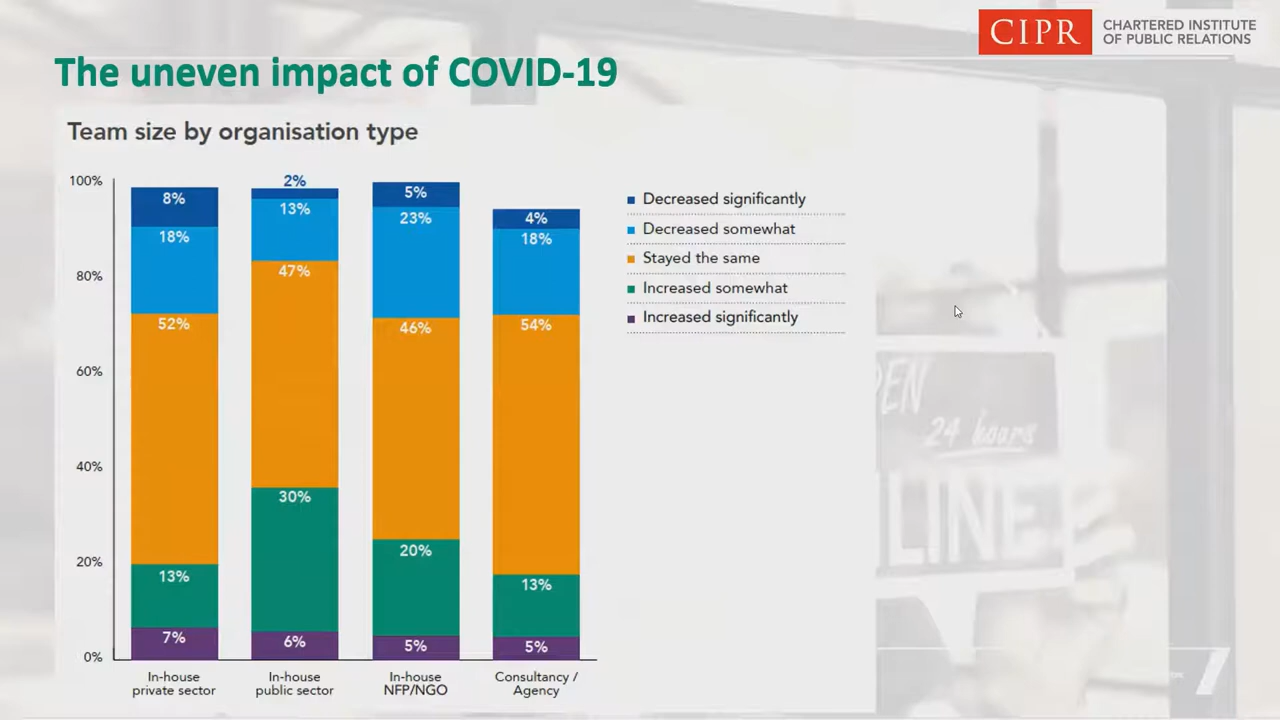 CIPR
CHARTERED INSTITUTE
OF PUBLIC RELATIONS
The uneven impact of COVID-19
Team size by organisation type
100%
80%
60%
40%
20%
0%
8%
18%
52%
13%
7%
2%
13%
47%
30%
6%
5%
23%
46%
20%
5%
4%
18%
54%
13%
5%
In-house
private sector
In-house
public sector
In-house
NFP/NGO
Consultancy /
Agency
Decreased significantly
Decreased somewhat
Stayed the same
Increased somewhat
Increased significantly
24 hours